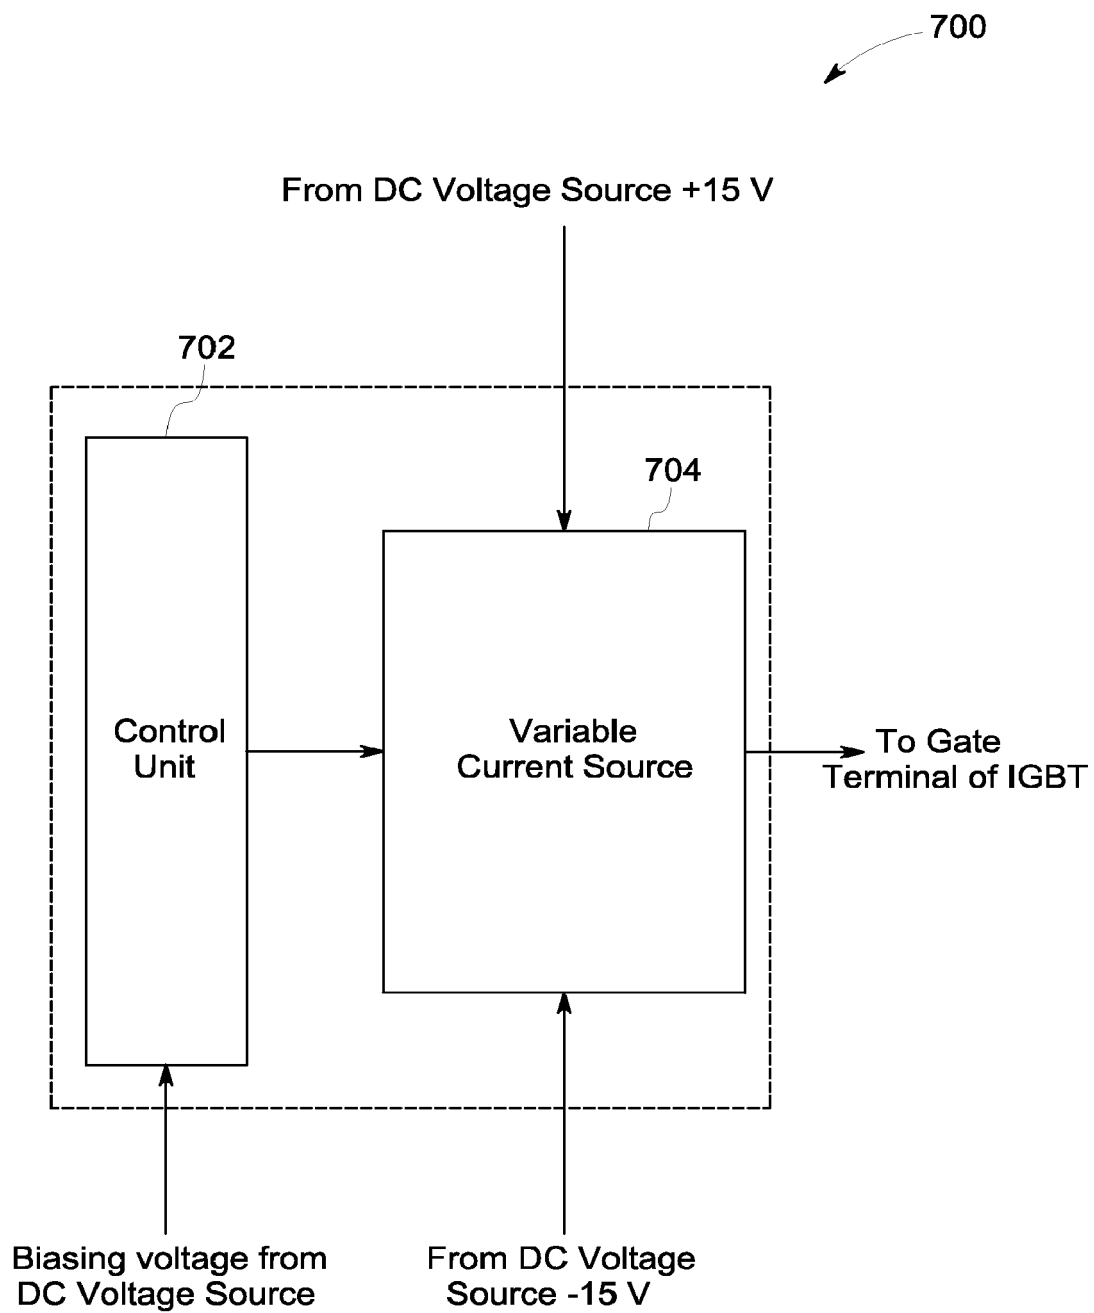 700
From DC Voltage Source +15 V
702
704
Control
Unit
Variable
Current Source
To Gate
Terminal of IGBT
Biasing voltage from
DC Voltage Source
From DC Voltage
Source -15 V